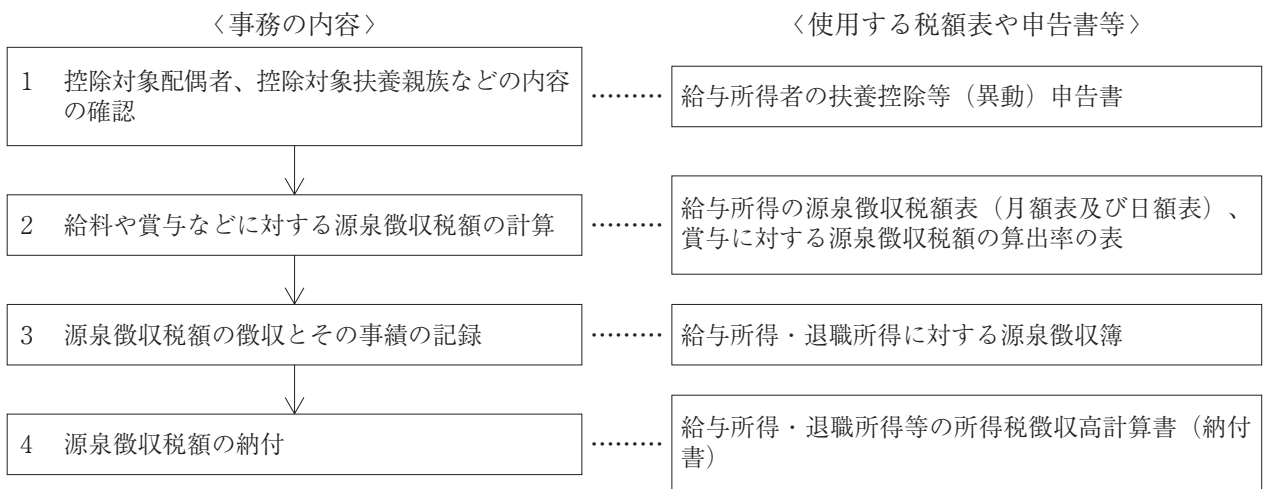 〈事務の内容〉
〈使用する税額表や申告書等〉
1 控除対象配偶者、控除対象扶養親族などの内容
の確認
………
給与所得者の扶養控除等（異動）申告書
2 給料や賞与などに対する源泉徴収税額の計算
………
給与所得の源泉徴収税額表（月額表及び日額表）、
賞与に対する源泉徴収税額の算出率の表
3 源泉徴収税額の徴収とその事績の記録
………
給与所得・退職所得に対する源泉徴収簿
4 源泉徴収税額の納付
………
給与所得・退職所得等の所得税徴収高計算書（納付
書）